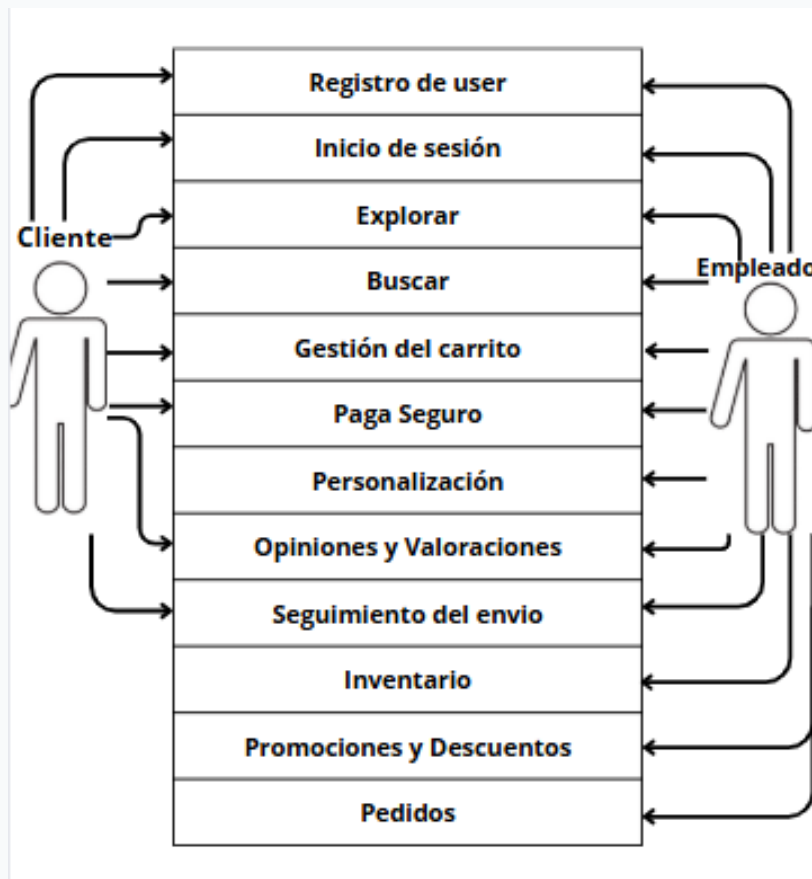 Registro de user
Inicio de sesión
Explorar
Cliente
Buscar
Empleado
Gestión del carrito
Paga Seguro
Personalización
Opiniones y Valoraciones
Seguimiento del envio
Inventario
Promociones y Descuentos
Pedidos